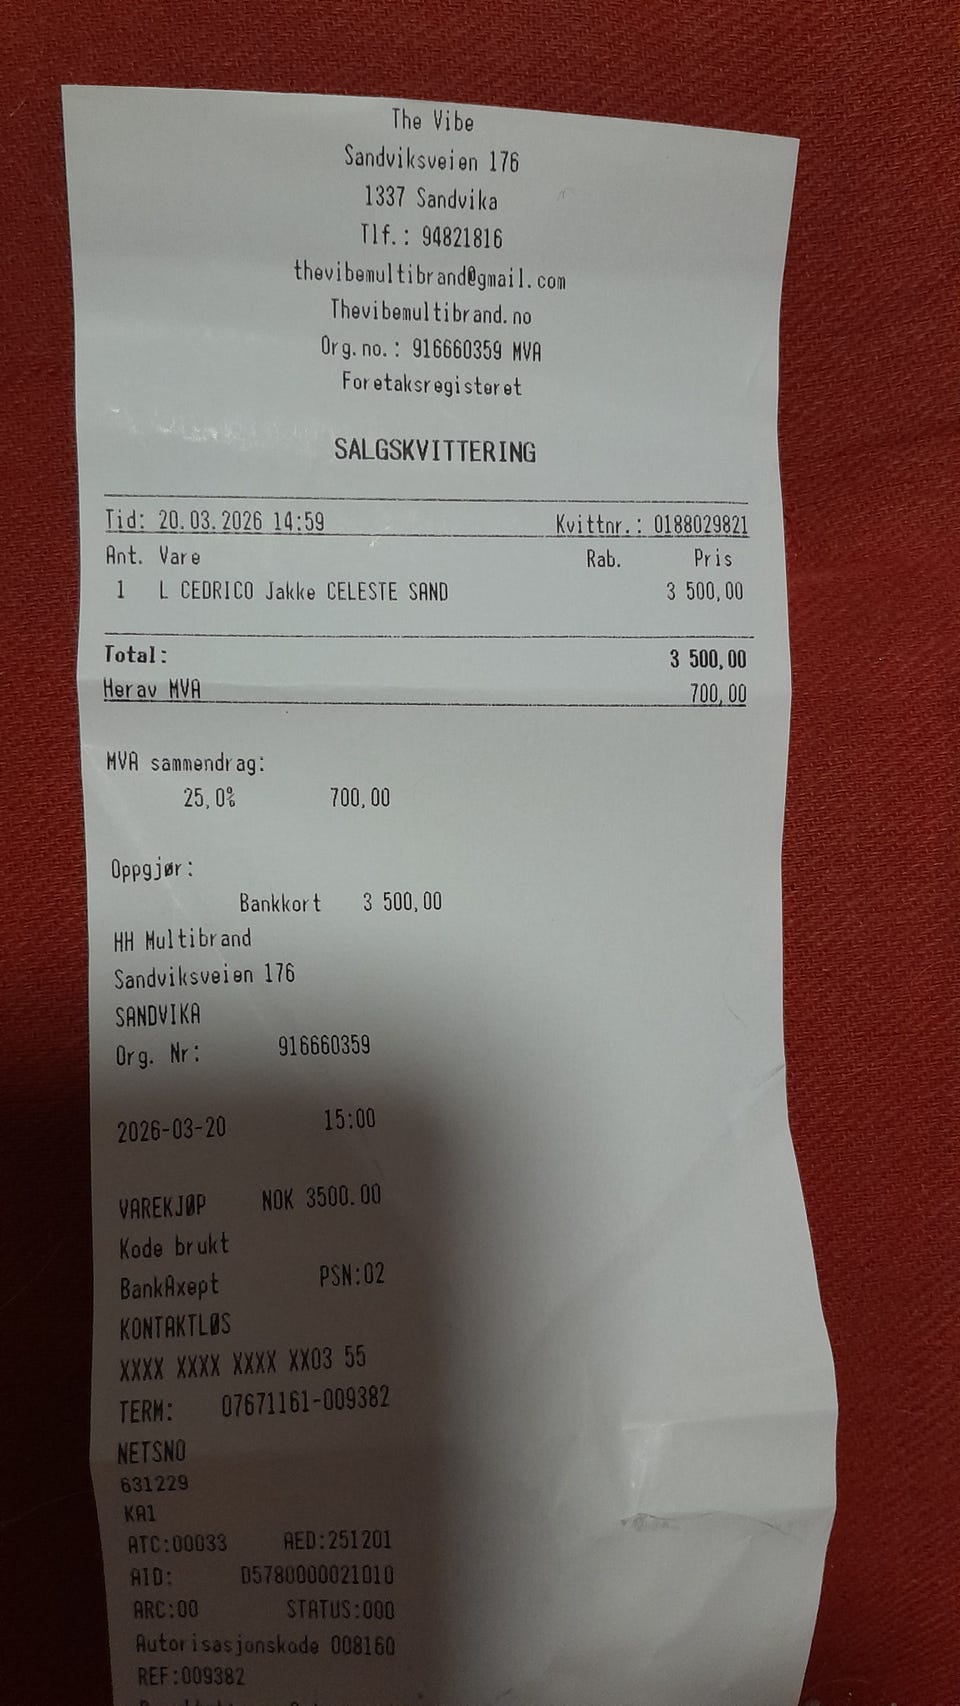 The Vibe
Sandviksveien 176
1337 Sandvika
Tlf.: 94821816
thevibemultibrand@gmail.com
Thevibemultibrand.no
Org.no.: 916660359 MVA
Foretaksregisteret
SALGSKVITTERING
Tid: 20.03.2026 14:59 Kvittnr.: 0188029821
Ant. Vare Rab. Pris
1 L CEDRICO Jakke CELESTE SAND 3 500,00
Total: 3 500,00
Herav MVA 700,00
MVA sammendrag:
25,0% 700,00
Oppgjør:
Bankkort 3 500,00
HH Multibrand
Sandviksveien 176
SANDVIKA
Org. Nr: 916660359
2026-03-20 15:00
VAREKJØP NOK 3500.00
Kode brukt
BankAxept PSN:02
KONTAKTLØS
XXXX XXXX XXXX XX03 55
TERM: 07671161-009382
NETSNO
631229
KA1
ATC:00033 AED:251201
AID: D5780000021010
ARC:00 STATUS:000
Autorisasjonskode 008160
REF:009382